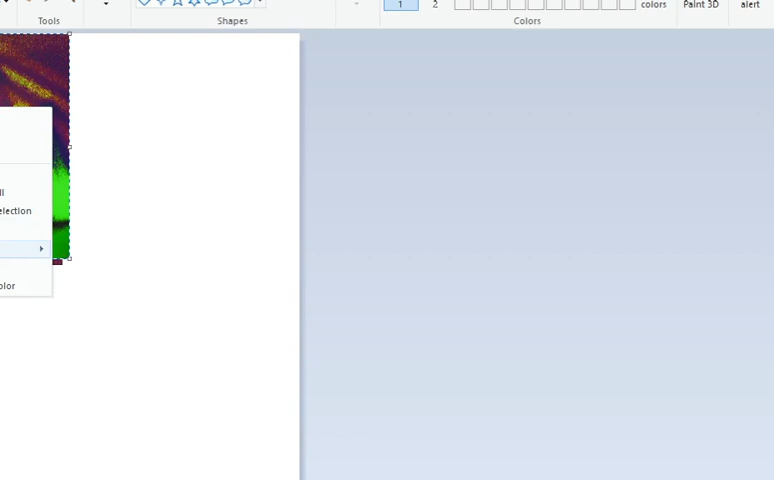 1 2 colors Paint 3D alert
Tools Shapes Colors
ll
election
olor